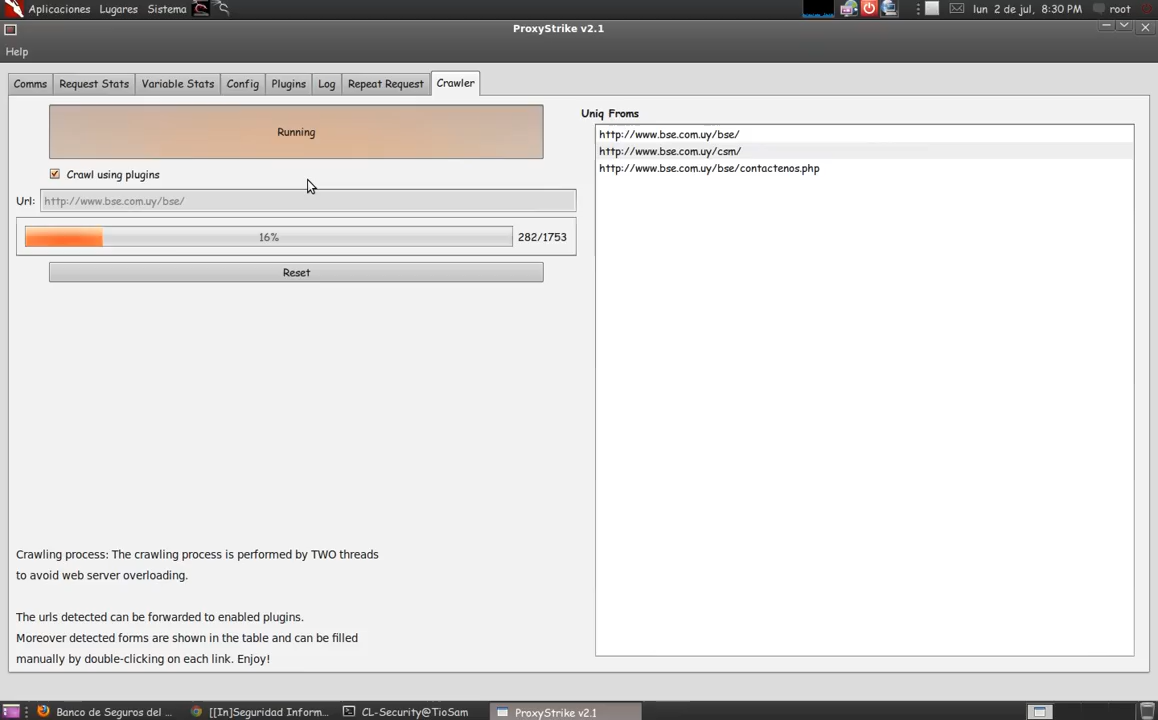 Aplicaciones Lugares Sistema lun 2 de jul, 8:30 PM root
ProxyStrike v2.1
Help
Comms Request Stats Variable Stats Config Plugins Log Repeat Request Crawler
Running
Crawl using plugins
Url: http://www.bse.com.uy/bse/
16% 282/1753
Reset
Uniq Froms
http://www.bse.com.uy/bse/
http://www.bse.com.uy/csm/
http://www.bse.com.uy/bse/contactenos.php
Crawling process: The crawling process is performed by TWO threads
to avoid web server overloading.
The urls detected can be forwarded to enabled plugins.
Moreover detected forms are shown in the table and can be filled
manually by double-clicking on each link. Enjoy!
Banco de Seguros del ... [[In]Seguridad Inform... CL-Security@TioSam ProxyStrike v2.1